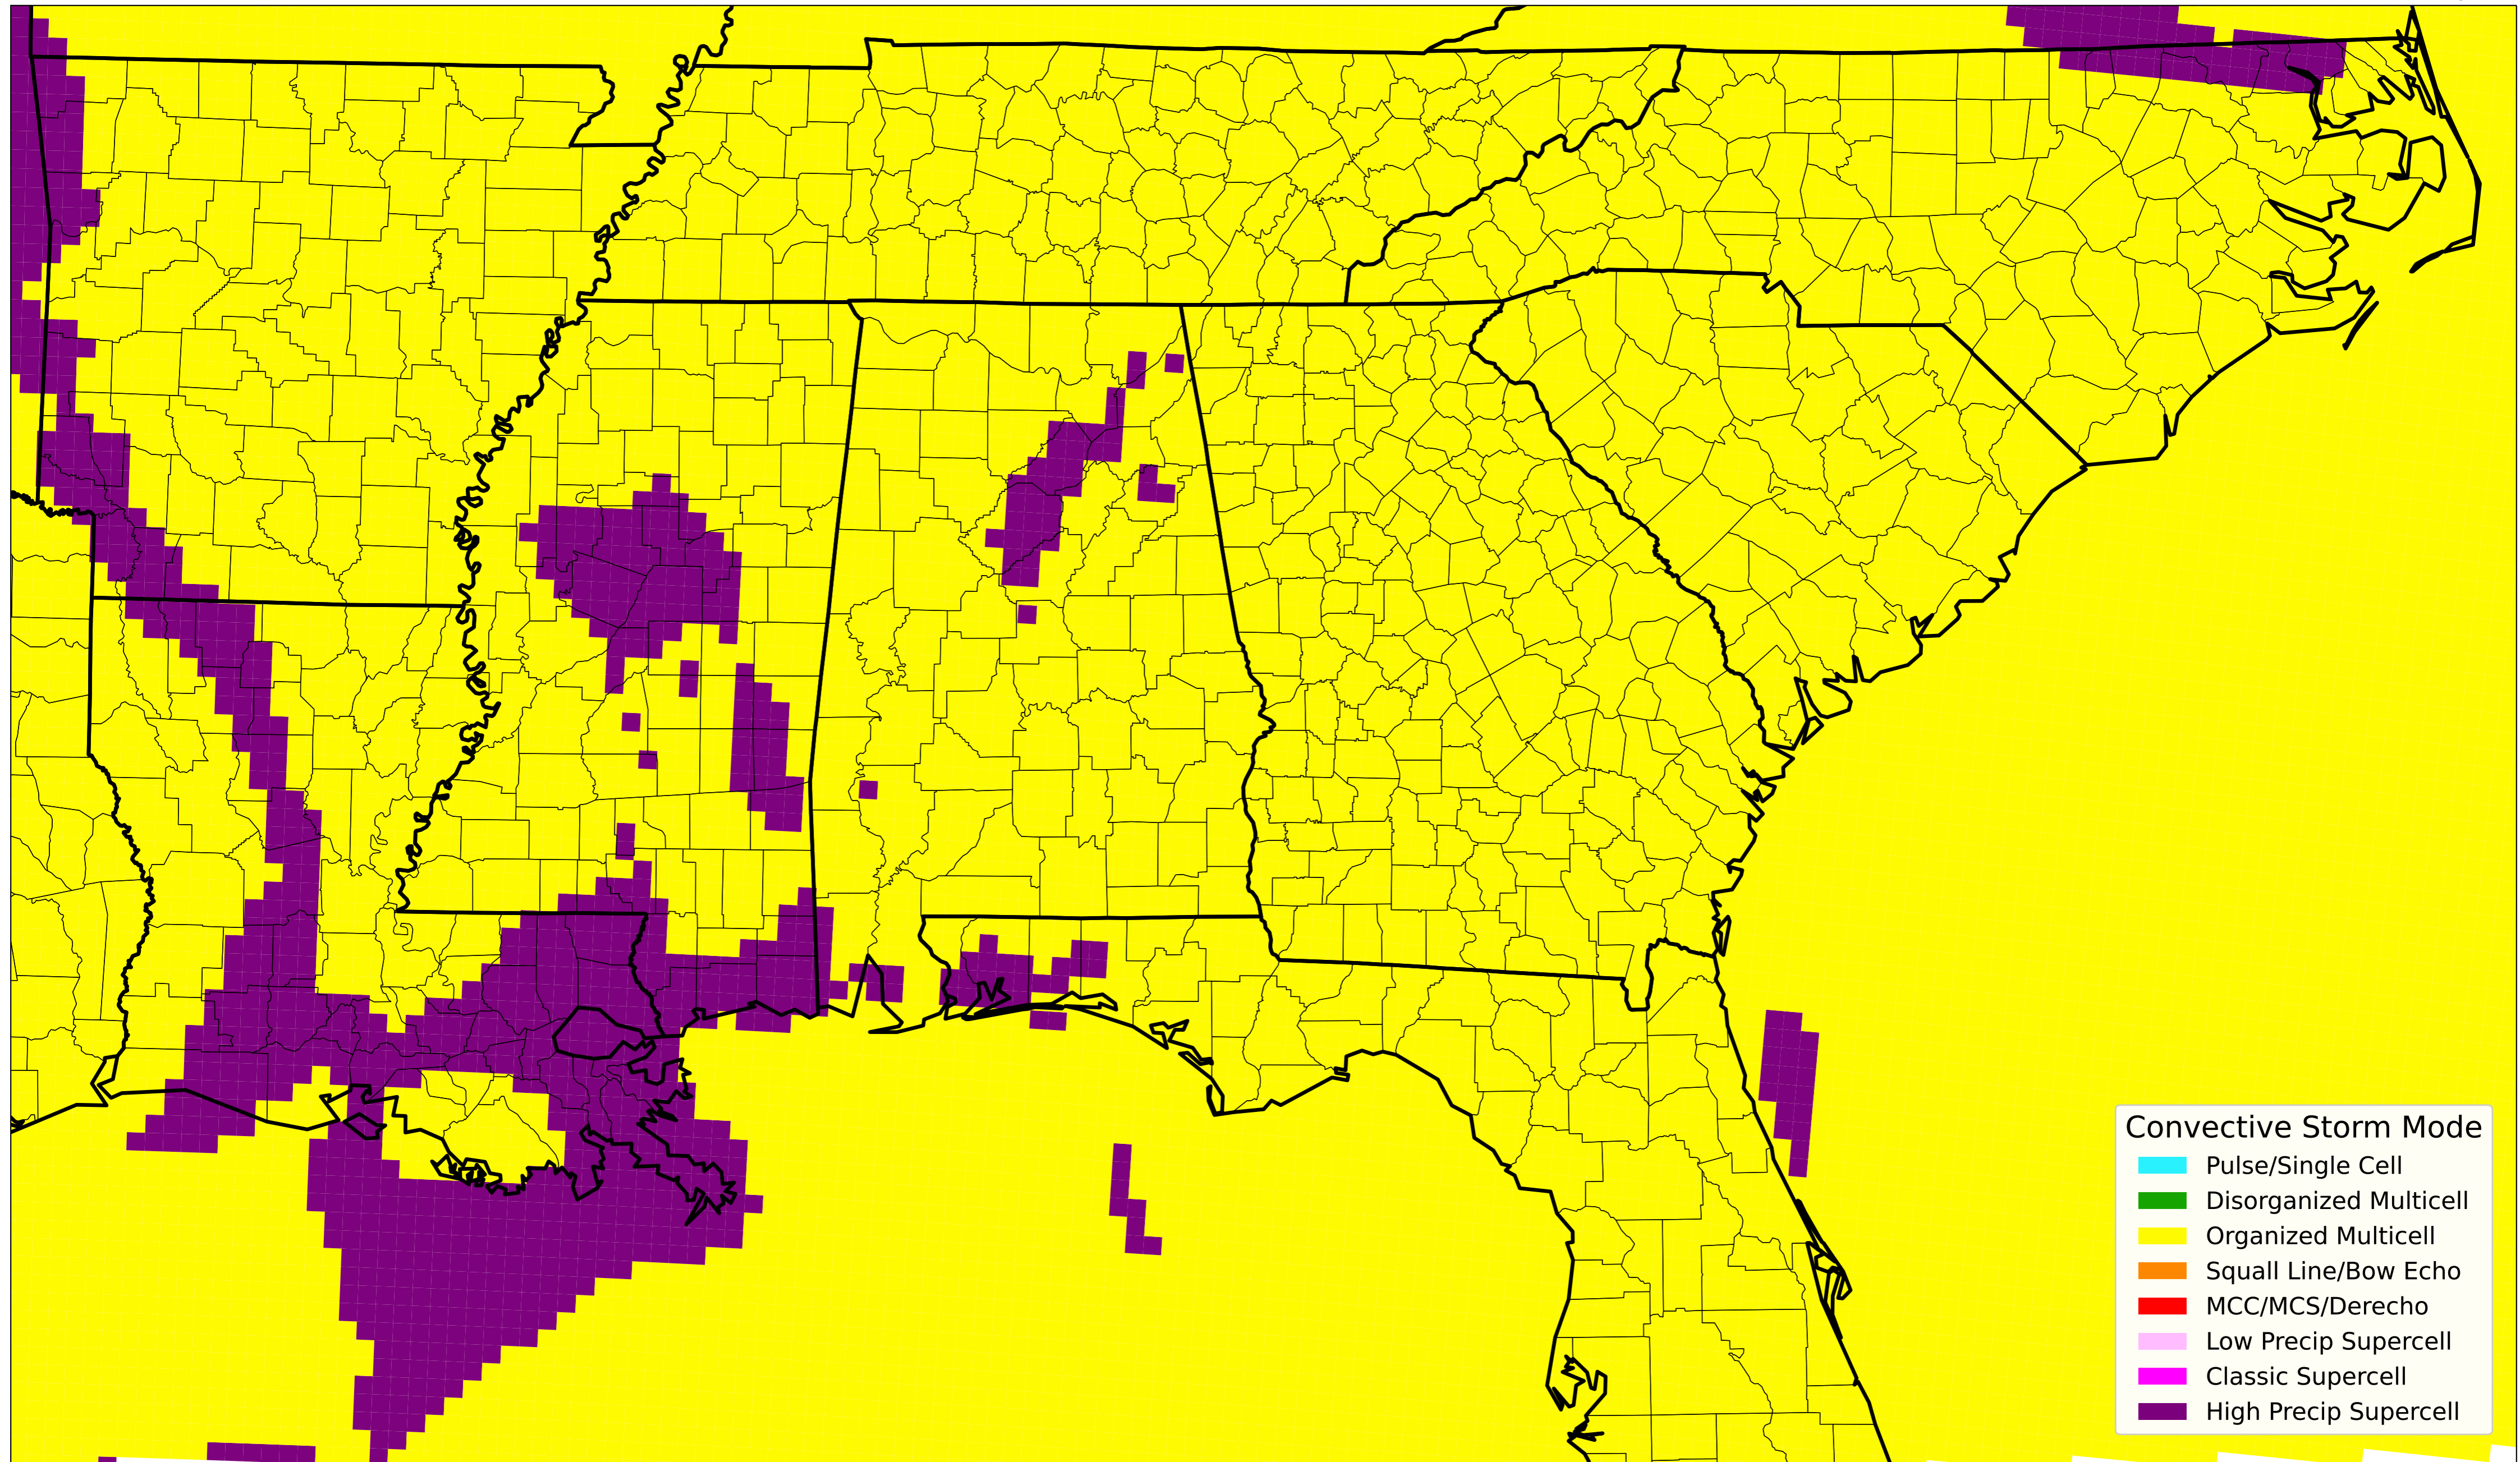 Convective Storm Mode
Pulse/Single Cell
Disorganized Multicell
Organized Multicell
Squall Line/Bow Echo
MCC/MCS/Derecho
Low Precip Supercell
Classic Supercell
High Precip Supercell